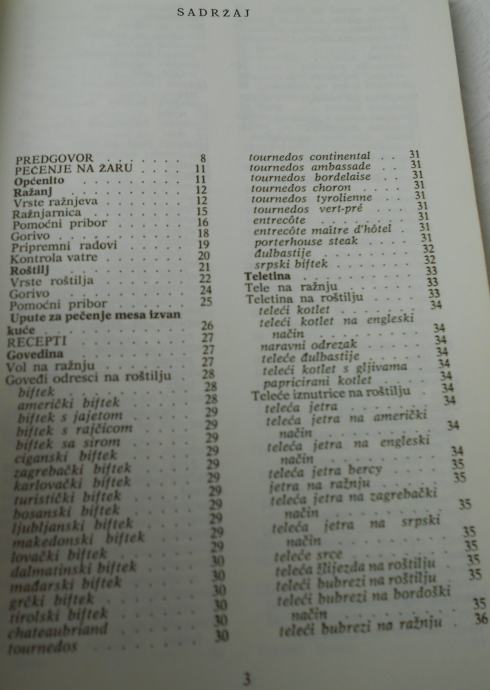 SADRŽAJ
PREDGOVOR . . . . . . . 8
PEČENJE NA ŽARU . . . . 11
Općenito . . . . . . . 11
Ražanj . . . . . . . 12
Vrste ražnjeva . . . . . 12
Ražnjarnica . . . . . . 15
Pomoćni pribor . . . . . 16
Gorivo . . . . . . . 18
Pripremni radovi . . . . 19
Kontrola vatre . . . . . 20
Roštilj . . . . . . . 21
Vrste roštilja . . . . . 22
Gorivo . . . . . . . 24
Pomoćni pribor . . . . . 25
Upute za pečenje mesa izvan
kuće . . . . . . . 26
RECEPTI . . . . . . . 27
Govedina . . . . . . . 27
Vol na ražnju . . . . . 27
Goveđi odresci na roštilju . 28
biftek . . . . . . . 28
američki biftek . . . . 28
biftek s jajetom . . . . 29
biftek s rajčicom . . . . 29
biftek sa sirom . . . . 29
ciganski biftek . . . . 29
zagrebački biftek . . . . 29
karlovački biftek . . . . 29
turistički biftek . . . . 29
bosanski biftek . . . . 29
ljubljanski biftek . . . . 29
makedonski biftek . . . . 29
lovački biftek . . . . 29
dalmatinski biftek . . . . 30
mađarski biftek . . . . 30
grčki biftek . . . . . 30
tirolski biftek . . . . 30
chateaubriand . . . . . 30
tournedos . . . . . . 30
tournedos continental . . 31
tournedos ambassade . . 31
tournedos bordelaise . . 31
tournedos choron . . . . 31
tournedos tyrolienne . . 31
tournedos vert-pré . . . 31
entrecôte . . . . . . 31
entrecôte maitre d'hôtel . 31
porterhouse steak . . . 31
đulbastije . . . . . . 32
srpski biftek . . . . . 32
Teletina . . . . . . . 33
Tele na ražnju . . . . . 33
Teletina na roštilju . . . 33
teleći kotlet . . . . . 34
teleći kotlet na engleski
način . . . . . . . 34
naravni odrezak . . . . 34
teleće đulbastije . . . . 34
teleći kotlet s gljivama . 34
papricirani kotlet . . . 34
Teleće iznutrice na roštilju . 34
teleća jetra . . . . . 34
teleća jetra na američki
način . . . . . . . 34
teleća jetra na engleski
način . . . . . . . 34
teleća jetra bercy . . . 35
jetra na ražnju . . . . 35
teleća jetra na zagrebački
način . . . . . . . 35
teleća jetra na srpski
način . . . . . . . 35
teleće srce . . . . . . 35
teleća žlijezda na roštilju . 35
teleći bubrezi na roštilju . 35
teleći bubrezi na bordoški
način . . . . . . . 35
teleći bubrezi na ražnju . . 36
3